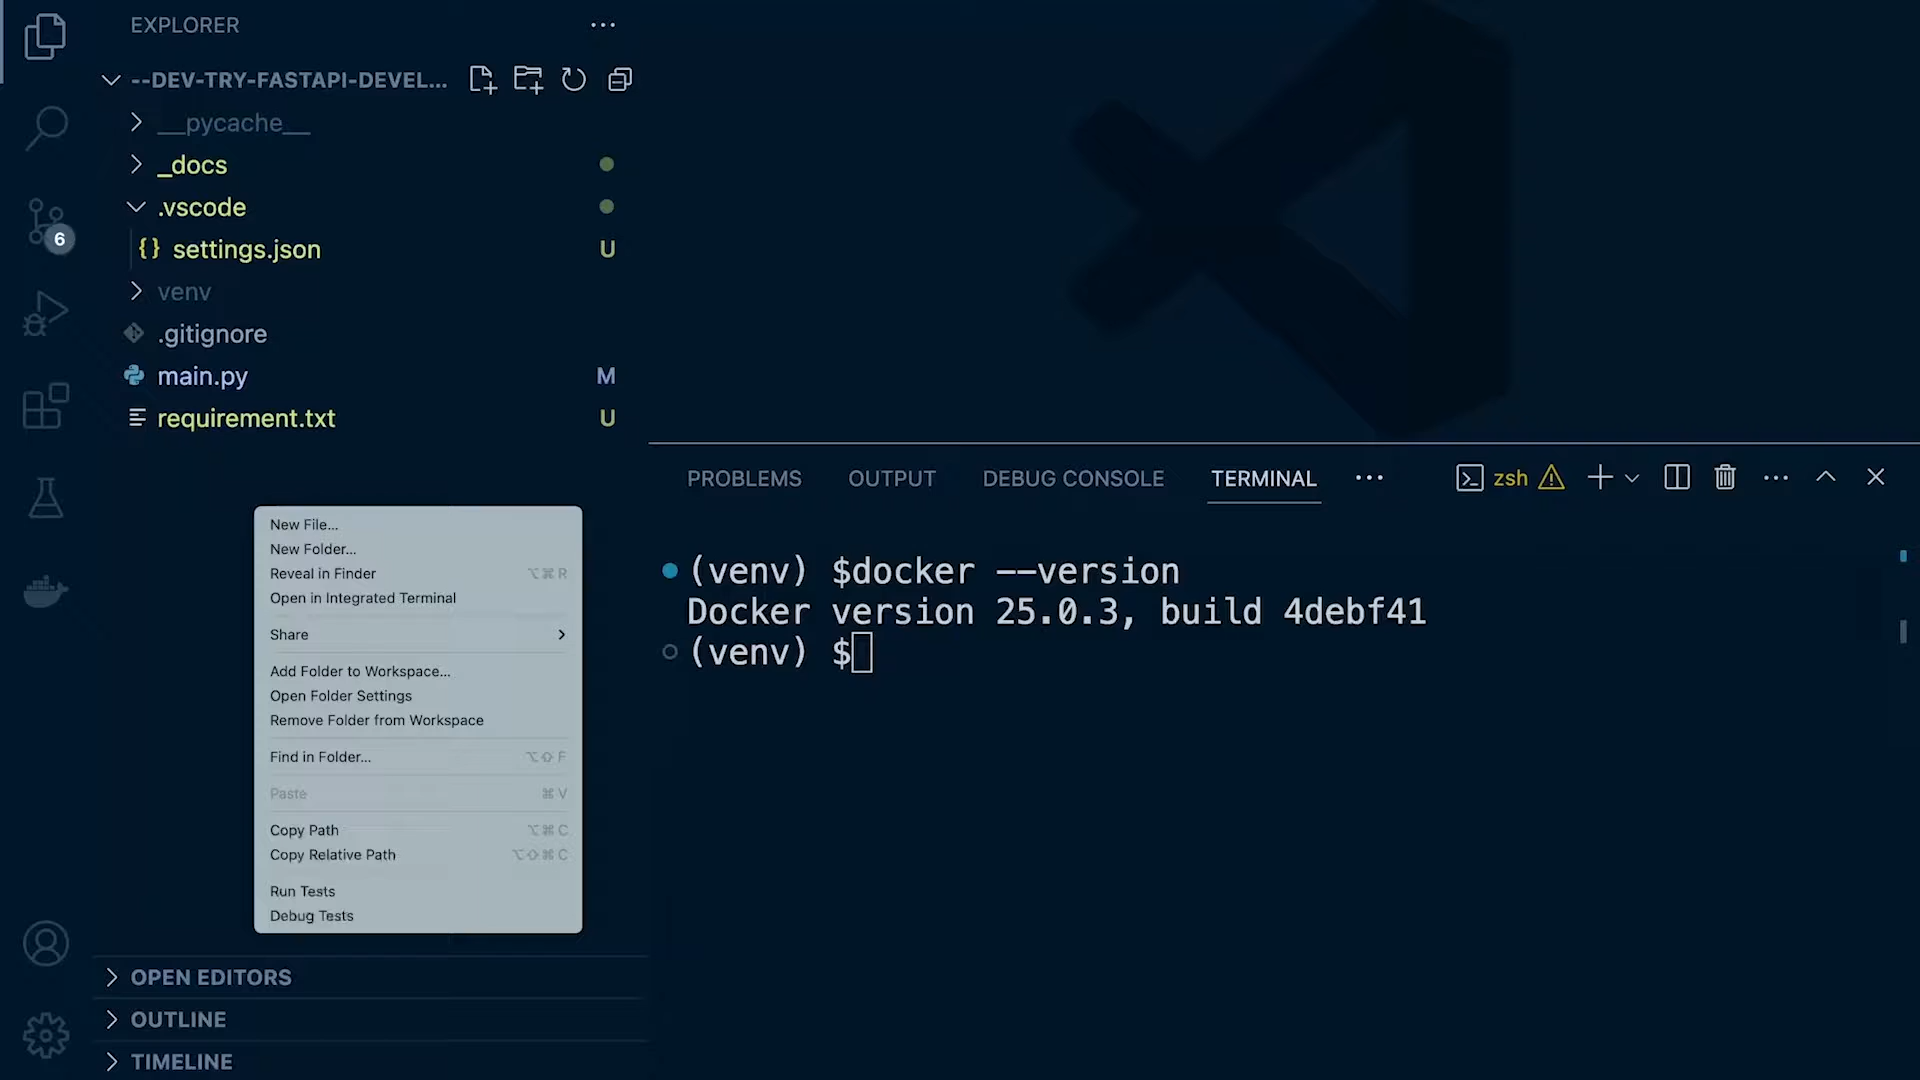 EXPLORER
--DEV-TRY-FASTAPI-DEVEL...
__pycache__
_docs
.vscode
{} settings.json U
venv
.gitignore
main.py M
requirement.txt U
6
New File...
New Folder...
Reveal in Finder ⌥⌘R
Open in Integrated Terminal
Share
Add Folder to Workspace...
Open Folder Settings
Remove Folder from Workspace
Find in Folder... ⌥⇧F
Paste ⌘V
Copy Path ⌥⌘C
Copy Relative Path ⌥⇧⌘C
Run Tests
Debug Tests
OPEN EDITORS
OUTLINE
TIMELINE
PROBLEMS OUTPUT DEBUG CONSOLE TERMINAL zsh
(venv) $docker --version
Docker version 25.0.3, build 4debf41
(venv) $